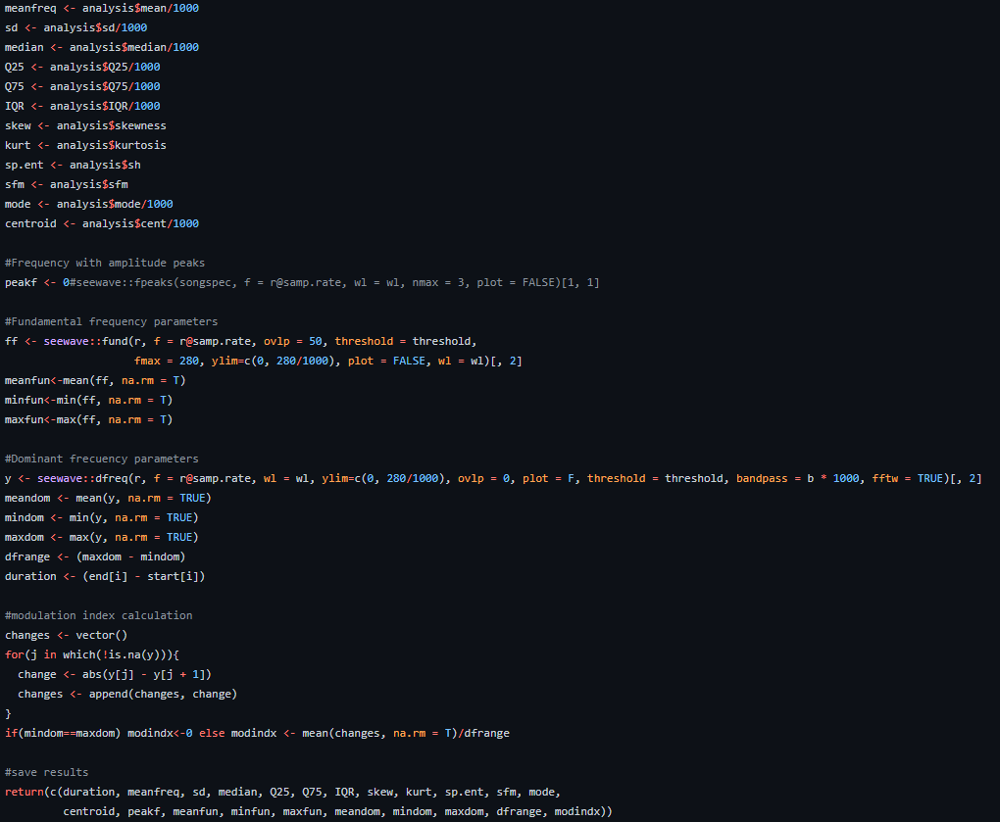 meanfreq <- analysis$mean/1000
sd <- analysis$sd/1000
median <- analysis$median/1000
Q25 <- analysis$Q25/1000
Q75 <- analysis$Q75/1000
IQR <- analysis$IQR/1000
skew <- analysis$skewness
kurt <- analysis$kurtosis
sp.ent <- analysis$sh
sfm <- analysis$sfm
mode <- analysis$mode/1000
centroid <- analysis$cent/1000

#Frequency with amplitude peaks
peakf <- 0#seewave::fpeaks(songspec, f = r@samp.rate, wl = wl, nmax = 3, plot = FALSE)[1, 1]

#Fundamental frequency parameters
ff <- seewave::fund(r, f = r@samp.rate, ovlp = 50, threshold = threshold,
                    fmax = 280, ylim=c(0, 280/1000), plot = FALSE, wl = wl)[, 2]
meanfun<-mean(ff, na.rm = T)
minfun<-min(ff, na.rm = T)
maxfun<-max(ff, na.rm = T)

#Dominant frecuency parameters
y <- seewave::dfreq(r, f = r@samp.rate, wl = wl, ylim=c(0, 280/1000), ovlp = 0, plot = F, threshold = threshold, bandpass = b * 1000, fftw = TRUE)[, 2]
meandom <- mean(y, na.rm = TRUE)
mindom <- min(y, na.rm = TRUE)
maxdom <- max(y, na.rm = TRUE)
dfrange <- (maxdom - mindom)
duration <- (end[i] - start[i])

#modulation index calculation
changes <- vector()
for(j in which(!is.na(y))){
  change <- abs(y[j] - y[j + 1])
  changes <- append(changes, change)
}
if(mindom==maxdom) modindx<-0 else modindx <- mean(changes, na.rm = T)/dfrange

#save results
return(c(duration, meanfreq, sd, median, Q25, Q75, IQR, skew, kurt, sp.ent, sfm, mode,
         centroid, peakf, meanfun, minfun, maxfun, meandom, mindom, maxdom, dfrange, modindx))